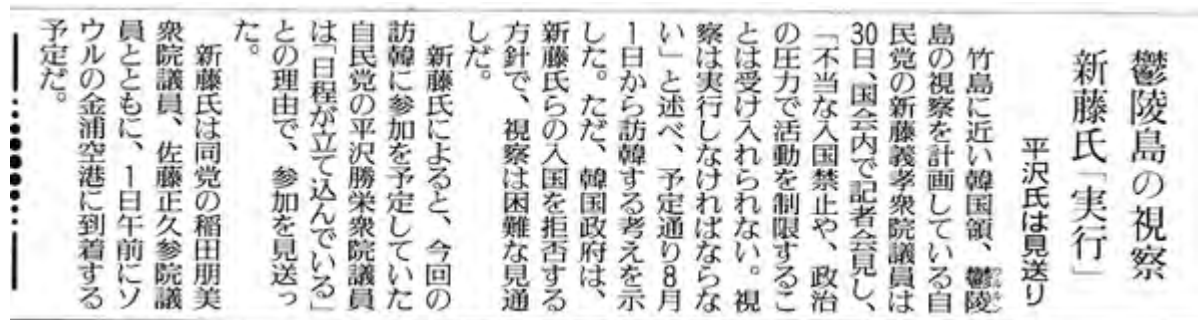 鬱陵島の視察
新藤氏「実行」
平沢氏は見送り
竹島に近い韓国領、鬱陵
ウルルン
島の視察を計画している自
民党の新藤義孝衆院議員は
30日、国会内で記者会見し、
「不当な入国禁止や、政治
の圧力で活動を制限するこ
とは受け入れられない。視
察は実行しなければならな
い」と述べ、予定通り8月
1日から訪韓する考えを示
した。ただ、韓国政府は、
新藤氏らの入国を拒否する
方針で、視察は困難な見通
しだ。
新藤氏によると、今回の
訪韓に参加を予定していた
自民党の平沢勝栄衆院議員
は「日程が立て込んでいる」
との理由で、参加を見送っ
た。
新藤氏は同党の稲田朋美
衆院議員、佐藤正久参院議
員とともに、1日午前にソ
ウルの金浦空港に到着する
予定だ。